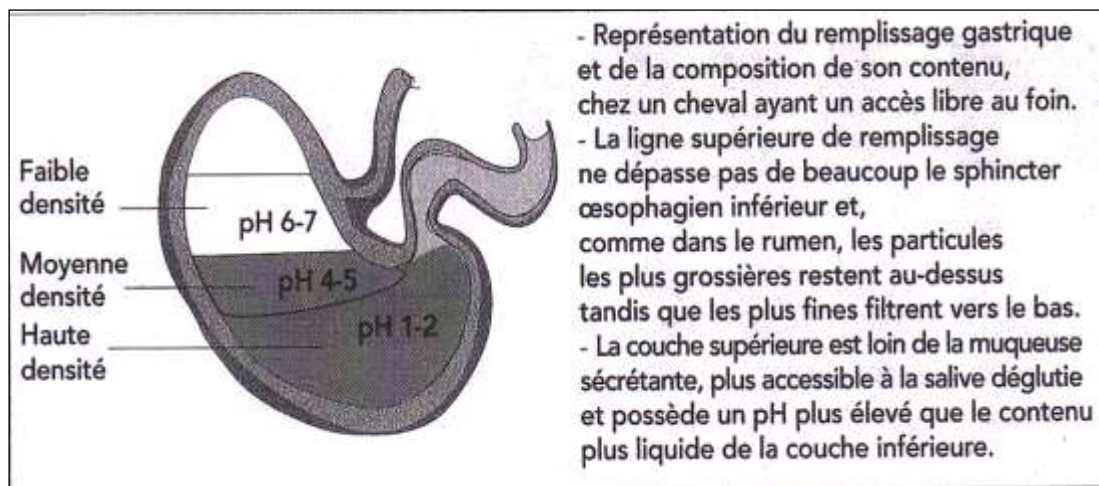 Faible
densité
pH 6-7
Moyenne
densité
pH 4-5
Haute
densité
pH 1-2
- Représentation du remplissage gastrique
et de la composition de son contenu,
chez un cheval ayant un accès libre au foin.
- La ligne supérieure de remplissage
ne dépasse pas de beaucoup le sphincter
œsophagien inférieur et,
comme dans le rumen, les particules
les plus grossières restent au-dessus
tandis que les plus fines filtrent vers le bas.
- La couche supérieure est loin de la muqueuse
sécrétante, plus accessible à la salive déglutie
et possède un pH plus élevé que le contenu
plus liquide de la couche inférieure.